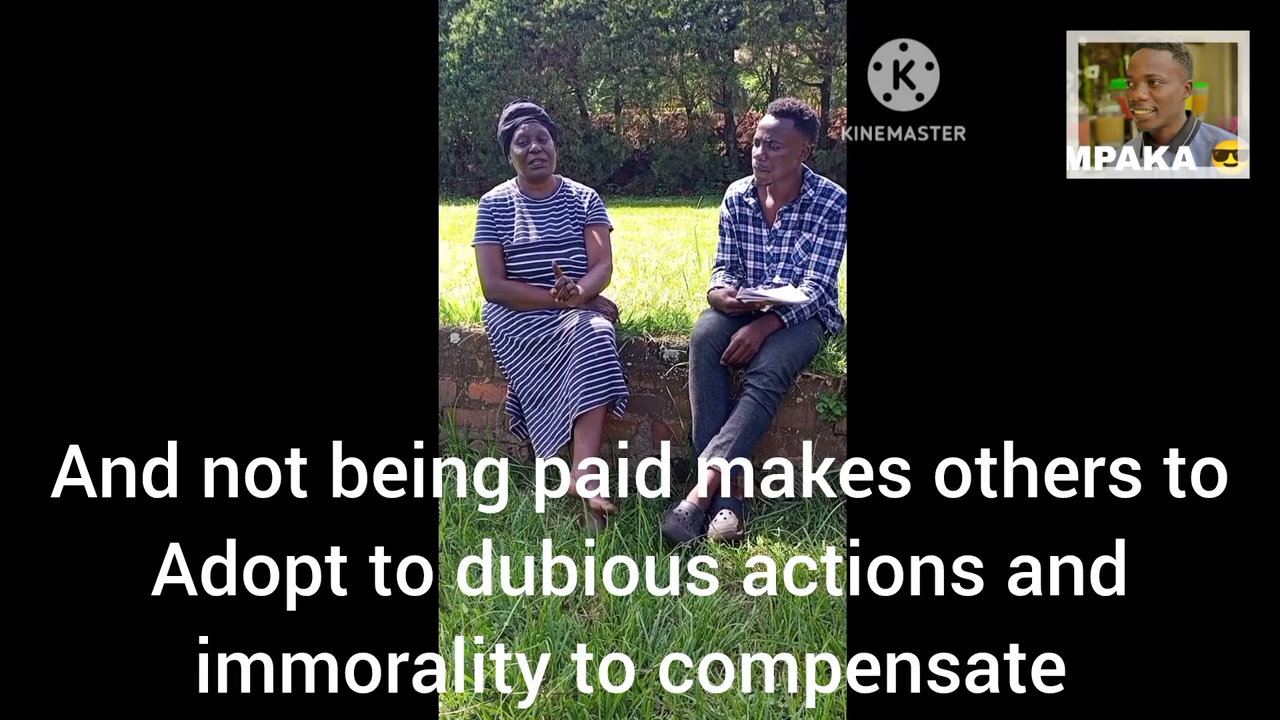 KINEMASTER
MPAKA 😎
And not being paid makes others to
Adopt to dubious actions and
immorality to compensate